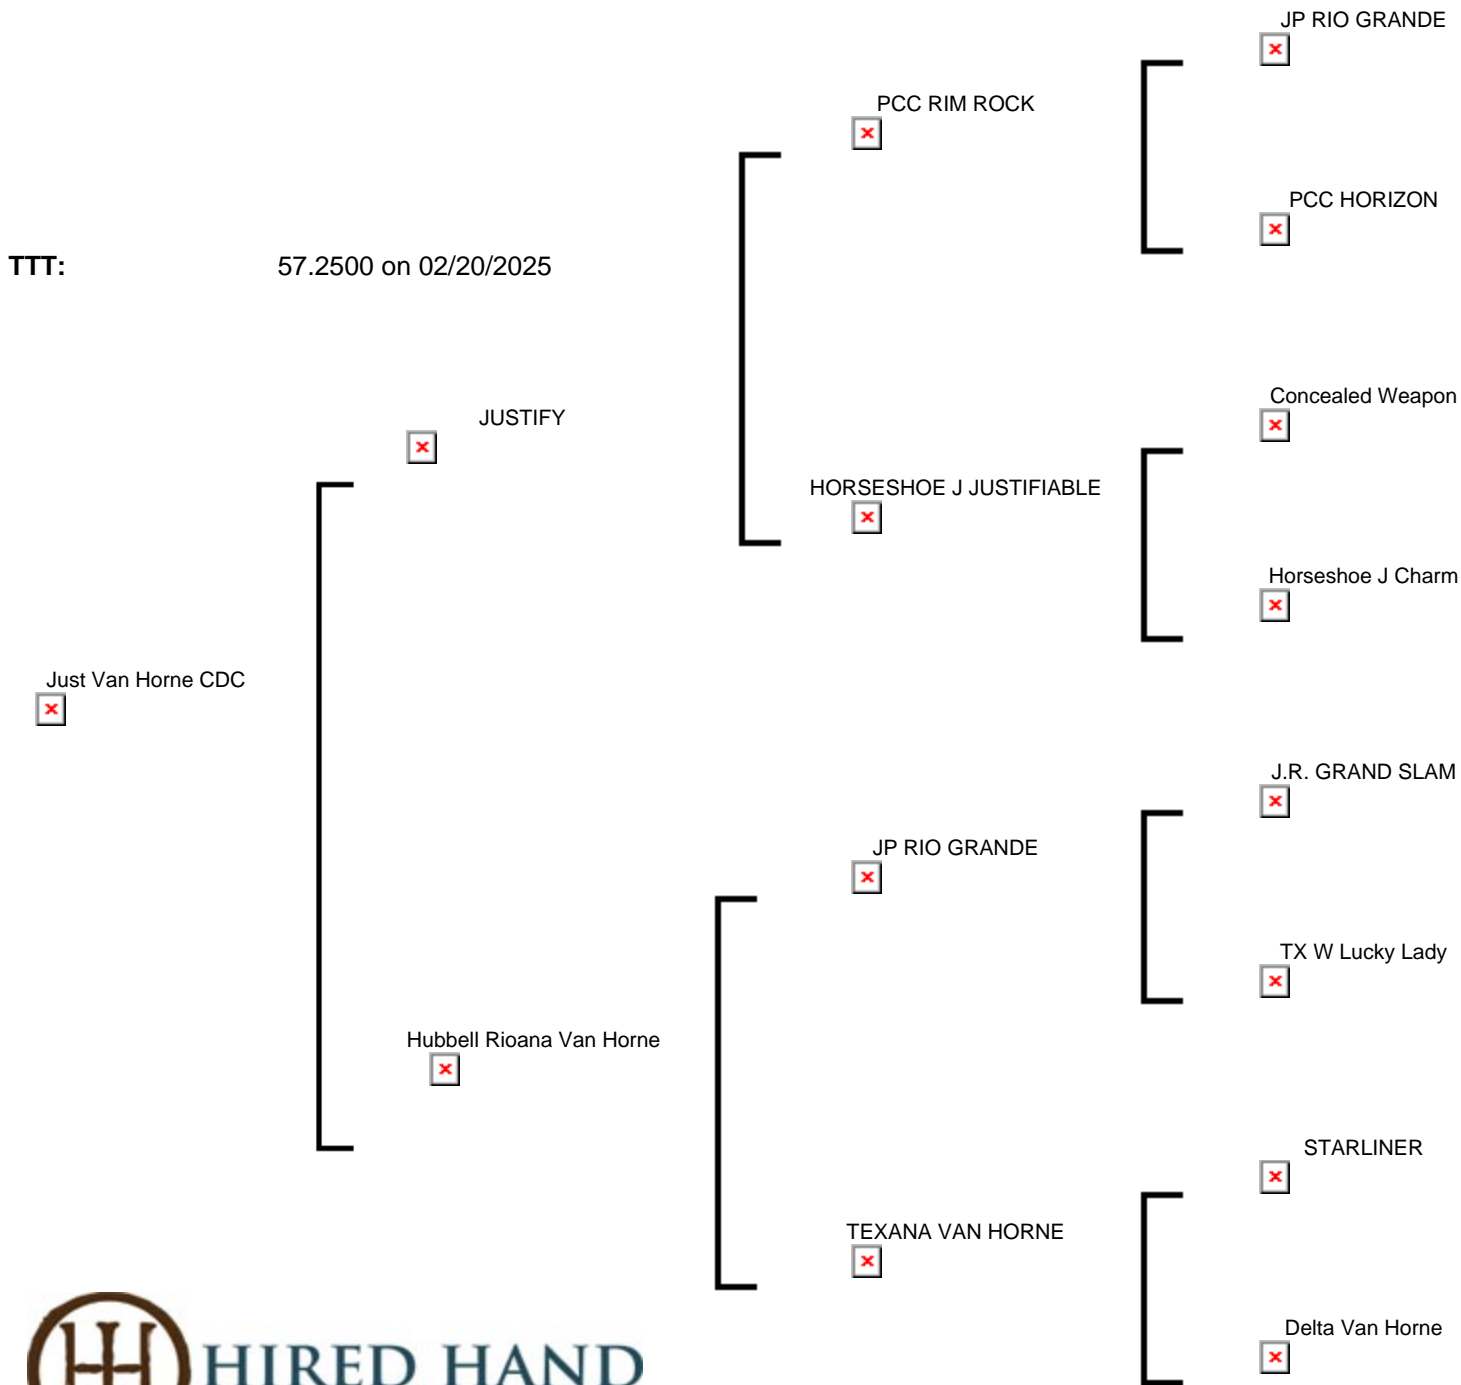 JP RIO GRANDE
PCC RIM ROCK
PCC HORIZON
TTT: 57.2500 on 02/20/2025
Concealed Weapon
JUSTIFY
HORSESHOE J JUSTIFIABLE
Horseshoe J Charm
Just Van Horne CDC
J.R. GRAND SLAM
JP RIO GRANDE
TX W Lucky Lady
Hubbell Rioana Van Horne
STARLINER
TEXANA VAN HORNE
Delta Van Horne
HIRED HAND